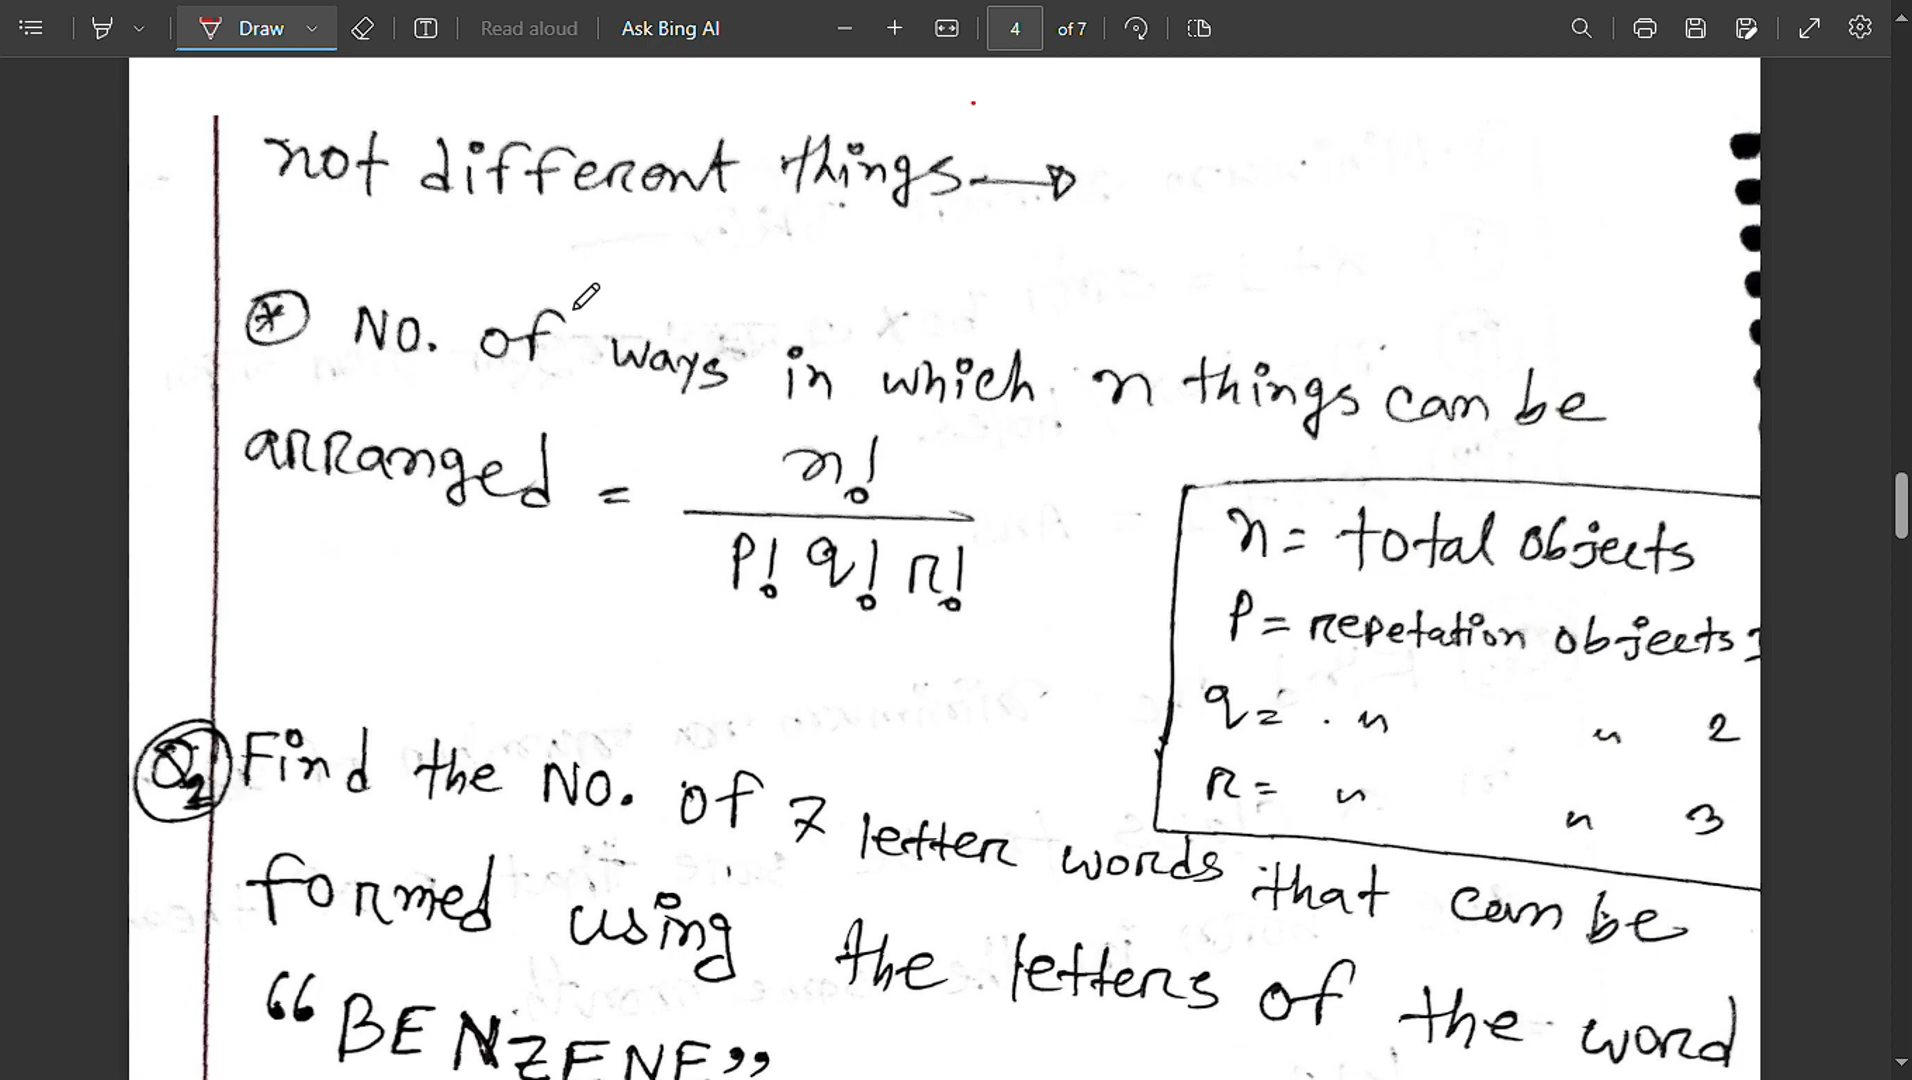 Draw
Read aloud
Ask Bing AI
4 of 7
not different things
* No. of ways in which n things can be
arranged = n! / P! q! r!
n = total objects
P = repetation objects 1
q = " " 2
r = " " 3
Q2 Find the No. of 7 letter words that can be
formed using the letters of the word
"BENZENE"